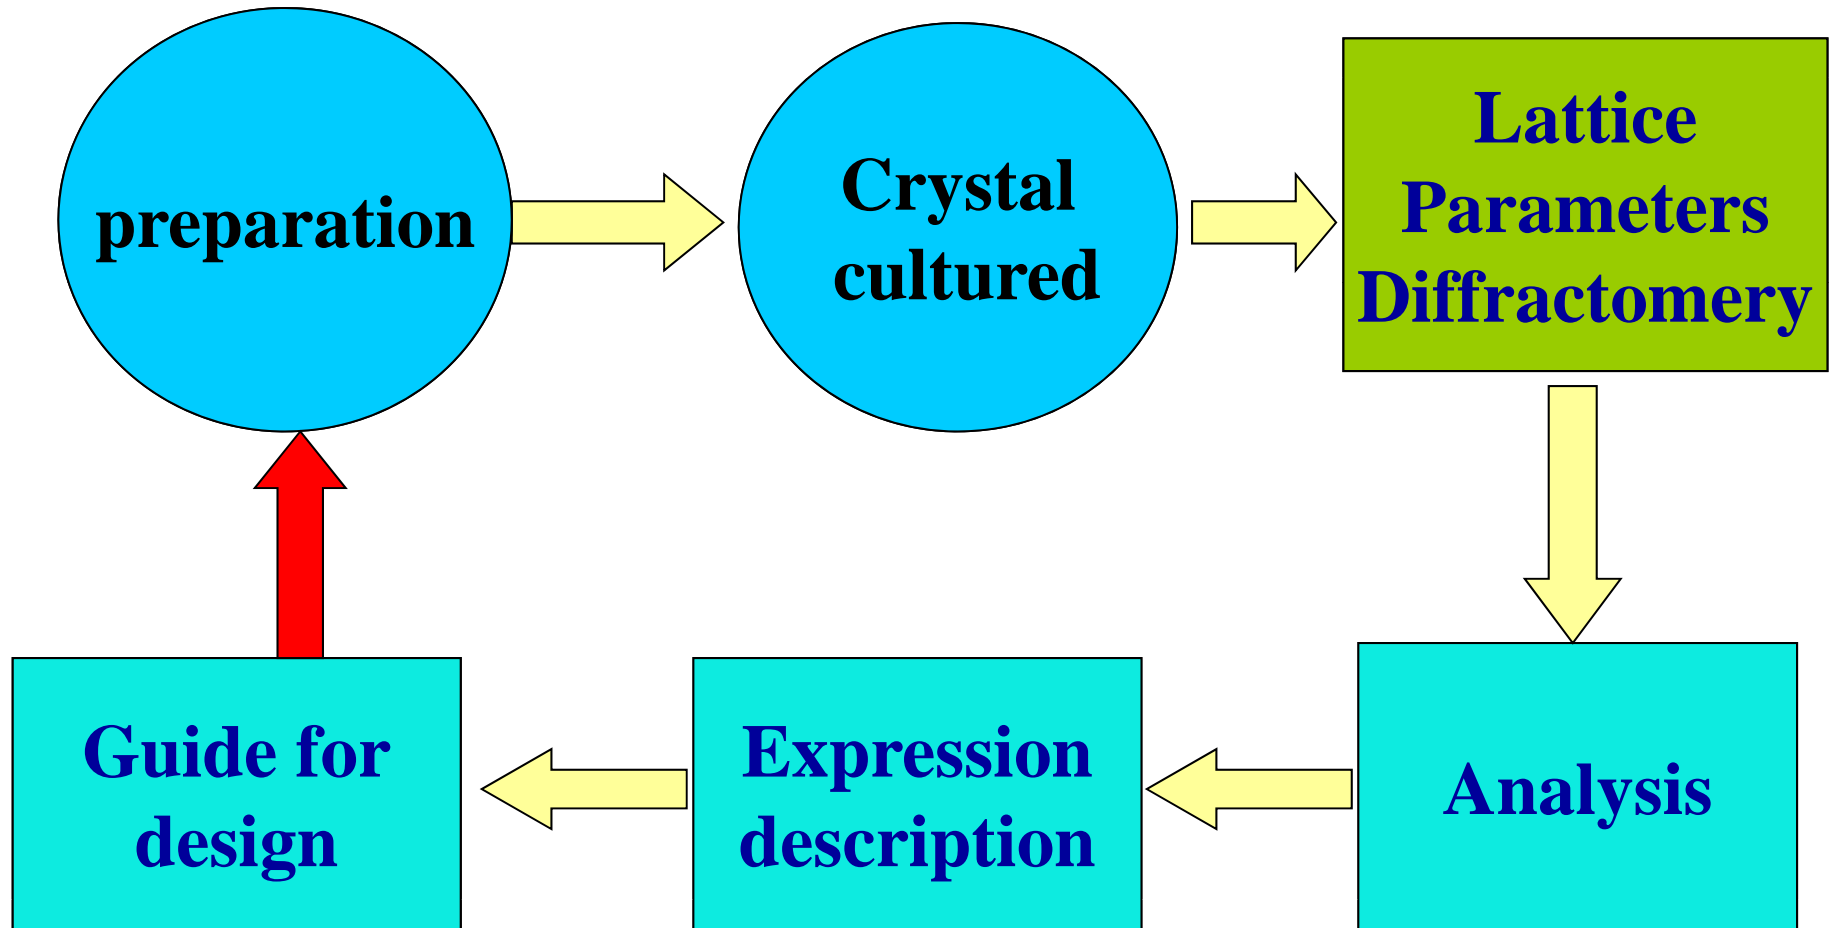 preparation
Crystal
cultured
Lattice
Parameters
Diffractomery
Guide for
design
Expression
description
Analysis